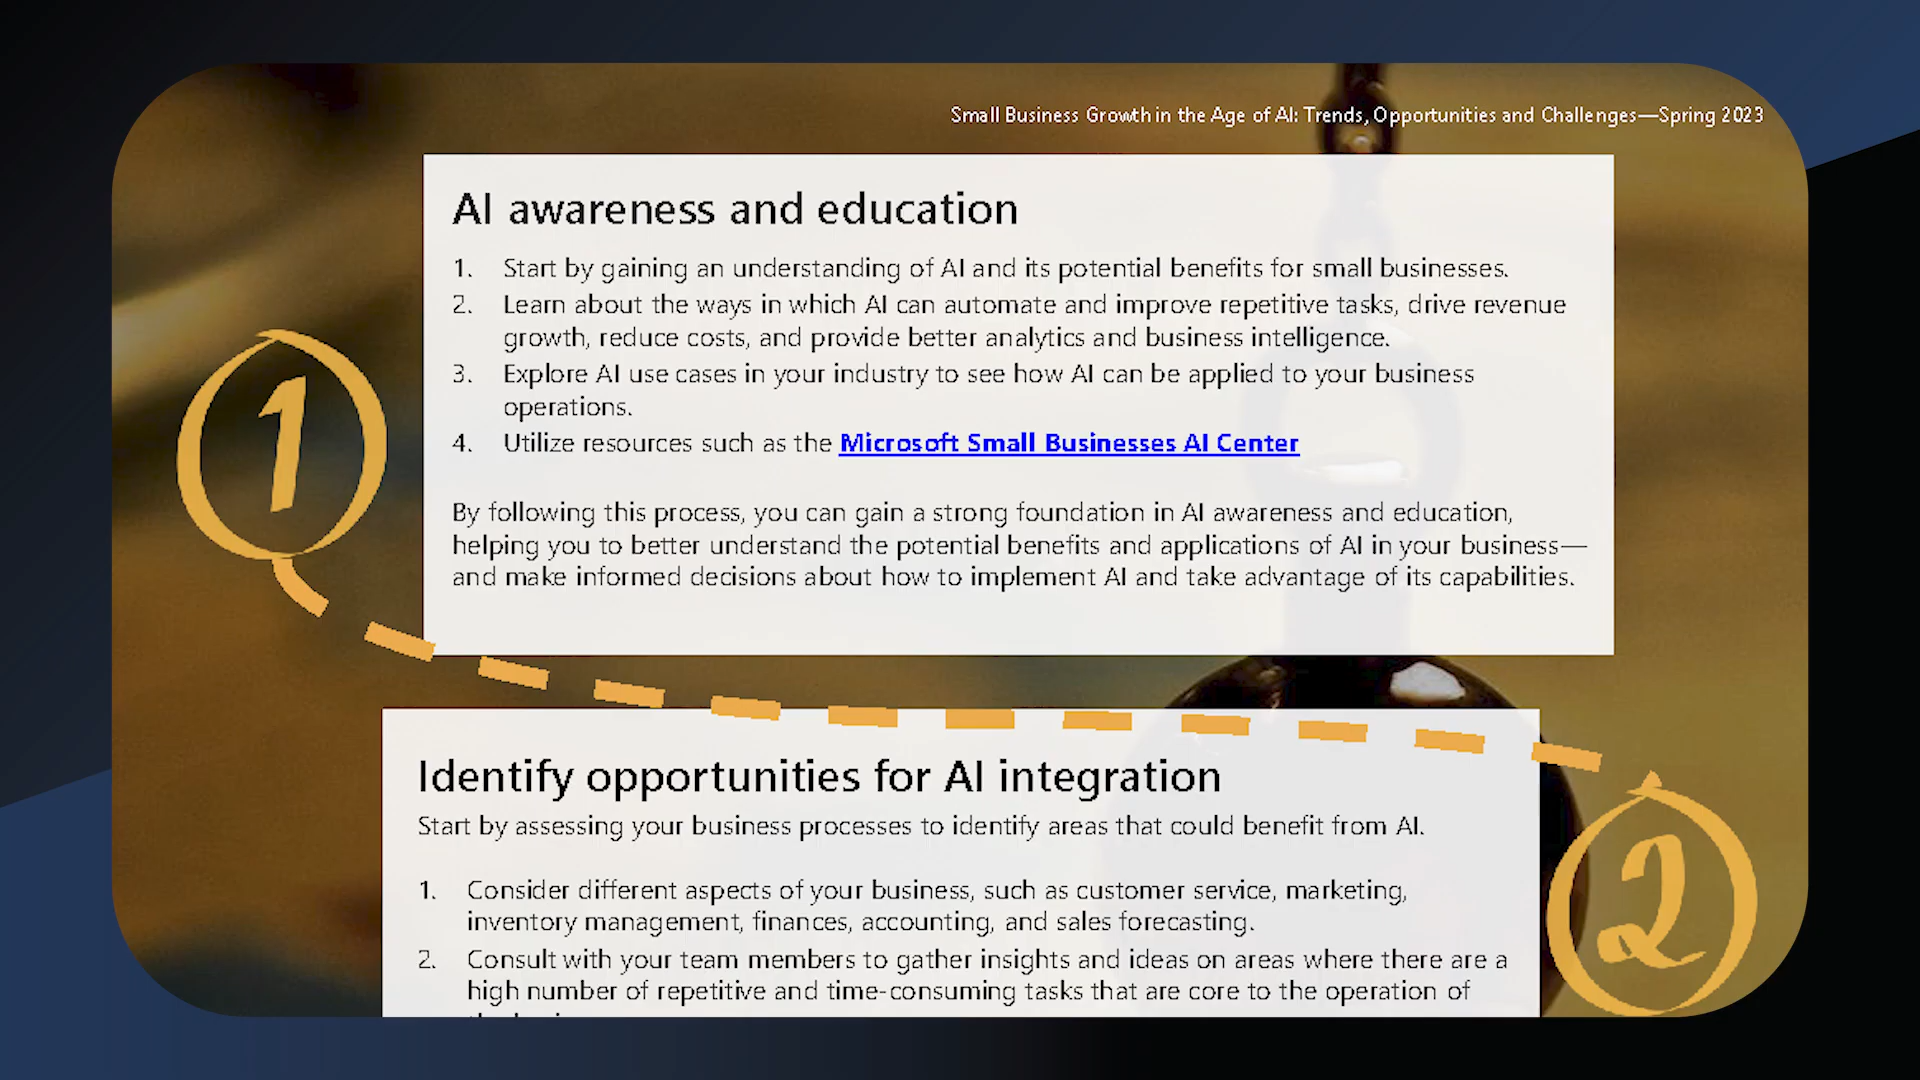 Small Business Growth in the Age of AI: Trends, Opportunities and Challenges—Spring 2023
AI awareness and education
1. Start by gaining an understanding of AI and its potential benefits for small businesses.
2. Learn about the ways in which AI can automate and improve repetitive tasks, drive revenue
growth, reduce costs, and provide better analytics and business intelligence.
3. Explore AI use cases in your industry to see how AI can be applied to your business
operations.
4. Utilize resources such as the Microsoft Small Businesses AI Center
By following this process, you can gain a strong foundation in AI awareness and education,
helping you to better understand the potential benefits and applications of AI in your business—
and make informed decisions about how to implement AI and take advantage of its capabilities.
1
Identify opportunities for AI integration
Start by assessing your business processes to identify areas that could benefit from AI.
1. Consider different aspects of your business, such as customer service, marketing,
inventory management, finances, accounting, and sales forecasting.
2. Consult with your team members to gather insights and ideas on areas where there are a
high number of repetitive and time-consuming tasks that are core to the operation of
2